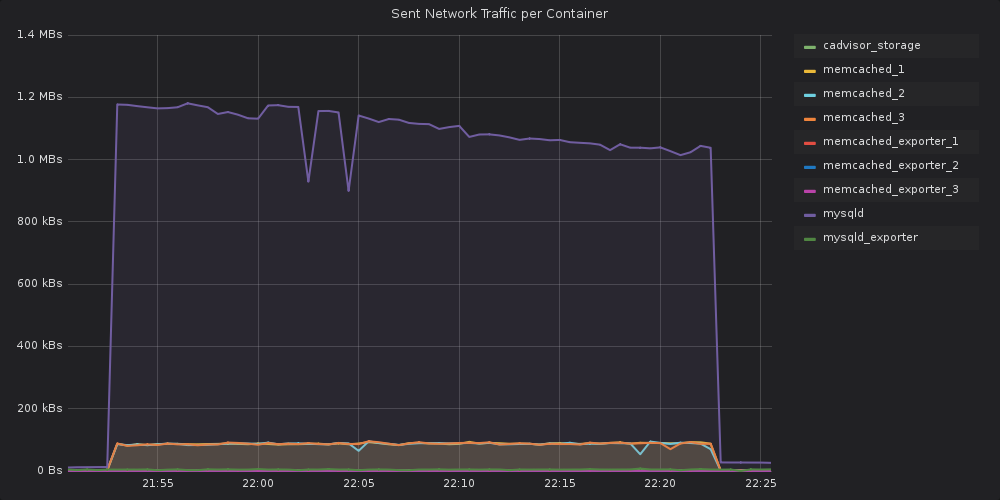 Sent Network Traffic per Container
1.4 MBs
1.2 MBs
1.0 MBs
800 kBs
600 kBs
400 kBs
200 kBs
0 Bs
21:55 22:00 22:05 22:10 22:15 22:20 22:25
cadvisor_storage
memcached_1
memcached_2
memcached_3
memcached_exporter_1
memcached_exporter_2
memcached_exporter_3
mysqld
mysqld_exporter